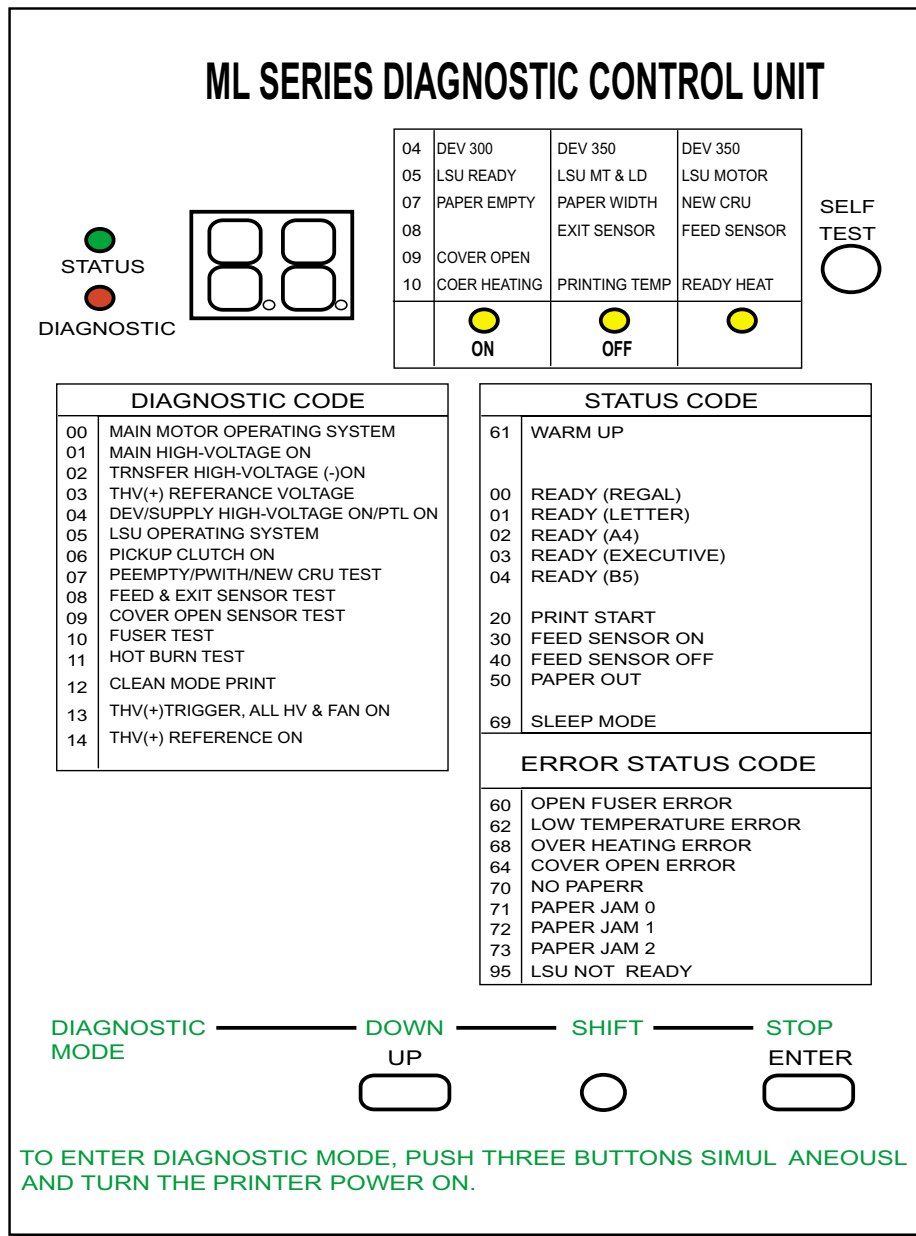 ML SERIES DIAGNOSTIC CONTROL UNIT
04 DEV 300 DEV 350 DEV 350
05 LSU READY LSU MT & LD LSU MOTOR
07 PAPER EMPTY PAPER WIDTH NEW CRU
08 EXIT SENSOR FEED SENSOR
09 COVER OPEN
10 COER HEATING PRINTING TEMP READY HEAT
ON OFF
SELF
TEST
STATUS
DIAGNOSTIC
DIAGNOSTIC CODE
00 MAIN MOTOR OPERATING SYSTEM
01 MAIN HIGH-VOLTAGE ON
02 TRNSFER HIGH-VOLTAGE (-)ON
03 THV(+) REFERANCE VOLTAGE
04 DEV/SUPPLY HIGH-VOLTAGE ON/PTL ON
05 LSU OPERATING SYSTEM
06 PICKUP CLUTCH ON
07 PEEMPTY/PWITH/NEW CRU TEST
08 FEED & EXIT SENSOR TEST
09 COVER OPEN SENSOR TEST
10 FUSER TEST
11 HOT BURN TEST
12 CLEAN MODE PRINT
13 THV(+)TRIGGER, ALL HV & FAN ON
14 THV(+) REFERENCE ON
STATUS CODE
61 WARM UP
00 READY (REGAL)
01 READY (LETTER)
02 READY (A4)
03 READY (EXECUTIVE)
04 READY (B5)
20 PRINT START
30 FEED SENSOR ON
40 FEED SENSOR OFF
50 PAPER OUT
69 SLEEP MODE
ERROR STATUS CODE
60 OPEN FUSER ERROR
62 LOW TEMPERATURE ERROR
68 OVER HEATING ERROR
64 COVER OPEN ERROR
70 NO PAPERR
71 PAPER JAM 0
72 PAPER JAM 1
73 PAPER JAM 2
95 LSU NOT READY
DIAGNOSTIC DOWN SHIFT STOP
MODE
UP ENTER
TO ENTER DIAGNOSTIC MODE, PUSH THREE BUTTONS SIMUL ANEOUSL
AND TURN THE PRINTER POWER ON.